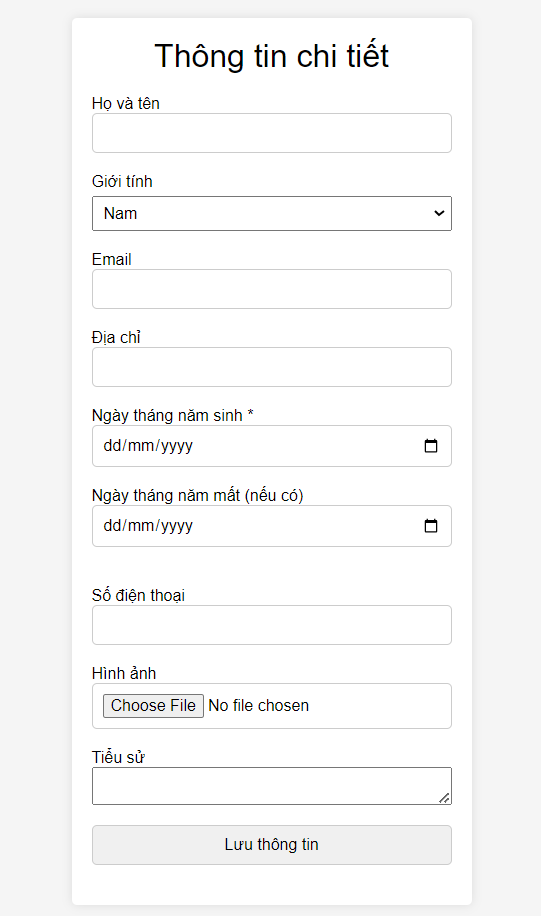 Thông tin chi tiết
Họ và tên
Giới tính
Nam
Email
Địa chỉ
Ngày tháng năm sinh *
dd/mm/yyyy
Ngày tháng năm mất (nếu có)
dd/mm/yyyy
Số điện thoại
Hình ảnh
Choose File No file chosen
Tiểu sử
Lưu thông tin